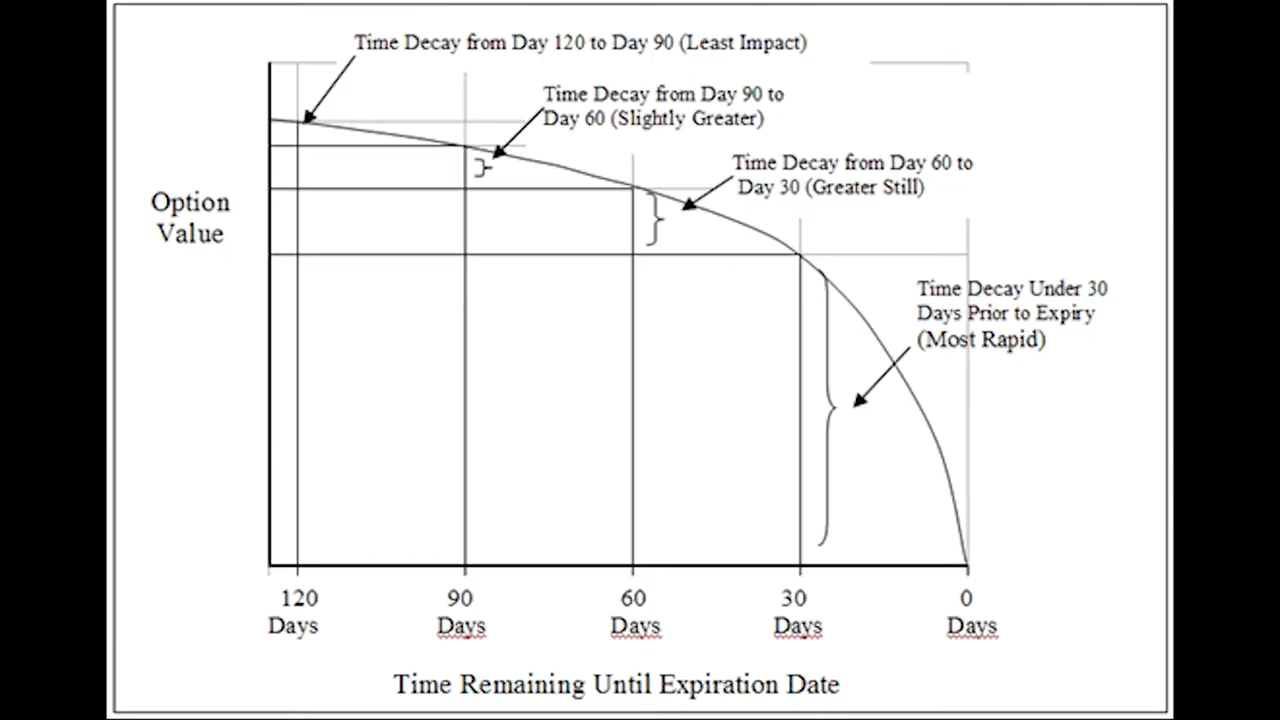 Time Decay from Day 120 to Day 90 (Least Impact)
Time Decay from Day 90 to
Day 60 (Slightly Greater)
Time Decay from Day 60 to
Day 30 (Greater Still)
Option
Value
Time Decay Under 30
Days Prior to Expiry
(Most Rapid)
120
Days
90
Days
60
Days
30
Days
0
Days
Time Remaining Until Expiration Date